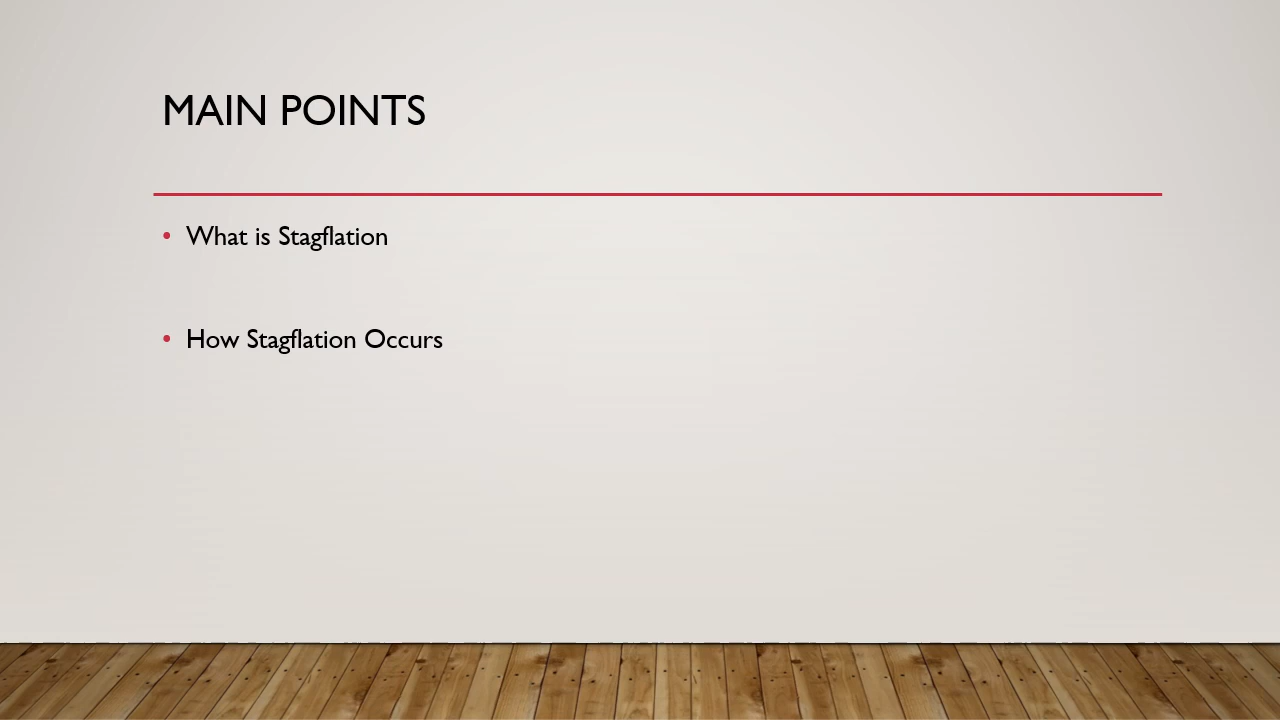 MAIN POINTS
• What is Stagflation
• How Stagflation Occurs